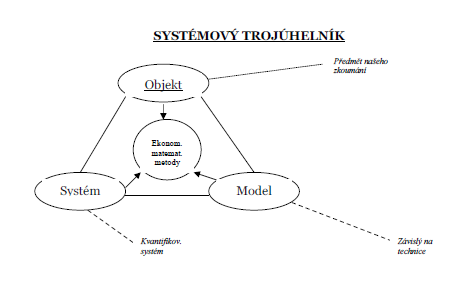 SYSTÉMOVÝ TROJÚHELNÍK
Předmět našeho
zkoumání
Objekt
Ekonom.
matemat.
metody
Systém
Model
Kvantifikov.
systém
Závislý na
technice